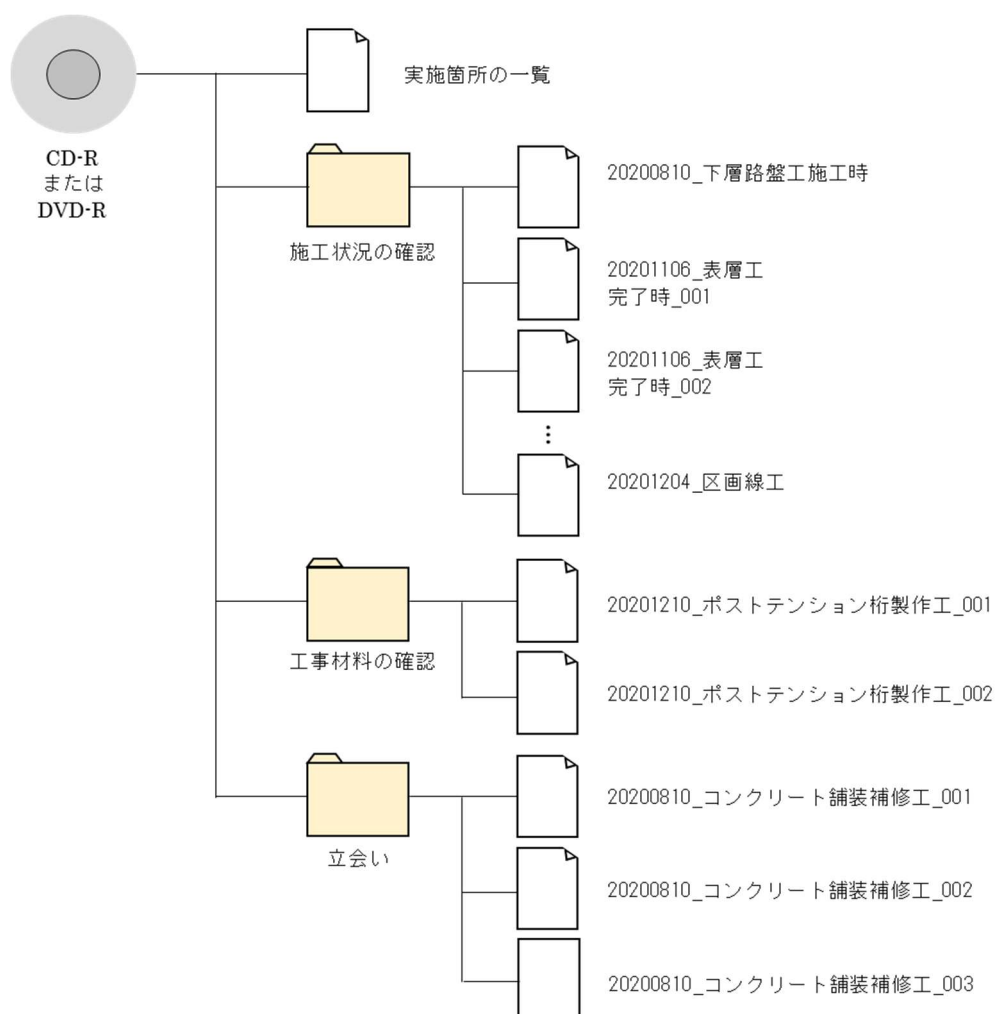 実施箇所の一覧
CD-R
または
DVD-R
施工状況の確認
20200810_下層路盤工施工時
20201106_表層工
完了時_001
20201106_表層工
完了時_002
⋮
20201204_区画線工
工事材料の確認
20201210_ポストテンション桁製作工_001
20201210_ポストテンション桁製作工_002
立会い
20200810_コンクリート舗装補修工_001
20200810_コンクリート舗装補修工_002
20200810_コンクリート舗装補修工_003